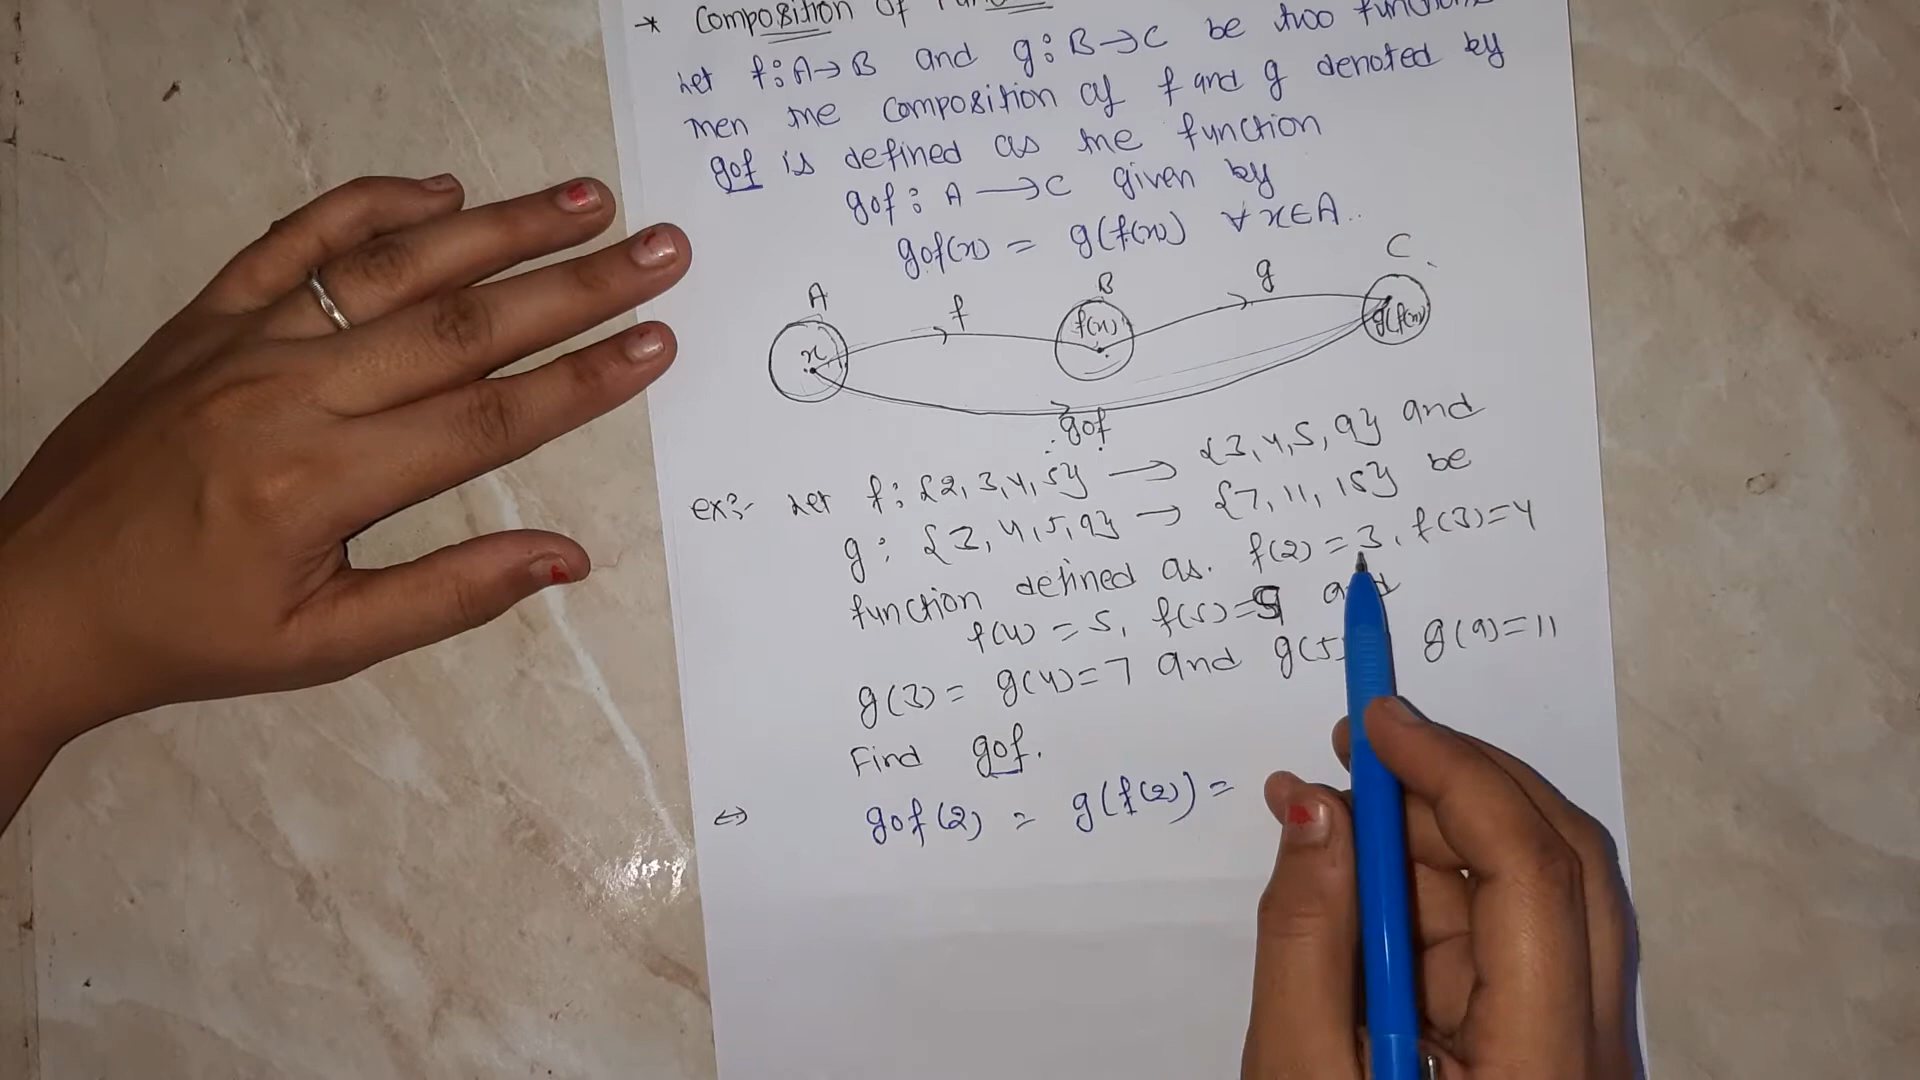 * Composition of
Let f:A→B and g:B→C be two functions
then the composition of f and g denoted by
gof is defined as the function
gof : A → C given by
gof(x) = g(f(x)) ∀ x∈A..
C
A f B g
x f(x) g(f(x))
gof
ex:- Let f: {2, 3, 4, 5} → {3, 4, 5, 9} and
g: {3, 4, 5, 9} → {7, 11, 15} be
function defined as. f(2) = 3, f(3)=4
f(4) = 5, f(5)=9 and
g(3) = g(4)=7 and g(5) g(9)=11
Find gof.
↔ gof(2) = g(f(2)) =